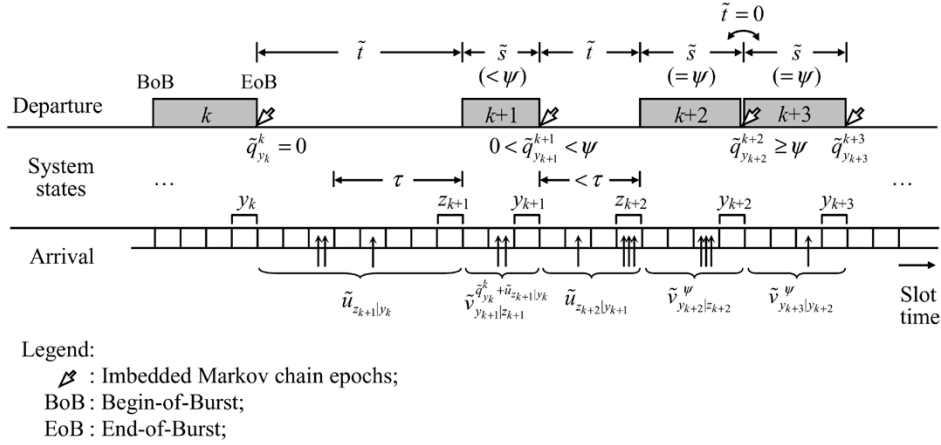 t̃ = 0
t̃ s̃ t̃ s̃ s̃
(< ψ) (= ψ) (= ψ)
BoB EoB
Departure k k+1 k+2 k+3
q̃^k_{y_k} = 0 0 < q̃^{k+1}_{y_{k+1}} < ψ q̃^{k+2}_{y_{k+2}} ≥ ψ q̃^{k+3}_{y_{k+3}}
System
states
... τ < τ ...
y_k z_{k+1} y_{k+1} z_{k+2} y_{k+2} y_{k+3}
Arrival
ũ_{z_{k+1}|y_k} ṽ^{q̃^k_{y_k}+ũ_{z_{k+1}|y_k}}_{y_{k+1}|z_{k+1}} ũ_{z_{k+2}|y_{k+1}} ṽ^ψ_{y_{k+2}|z_{k+2}} ṽ^ψ_{y_{k+3}|y_{k+2}}
Slot
time
Legend:
: Imbedded Markov chain epochs;
BoB : Begin-of-Burst;
EoB : End-of-Burst;